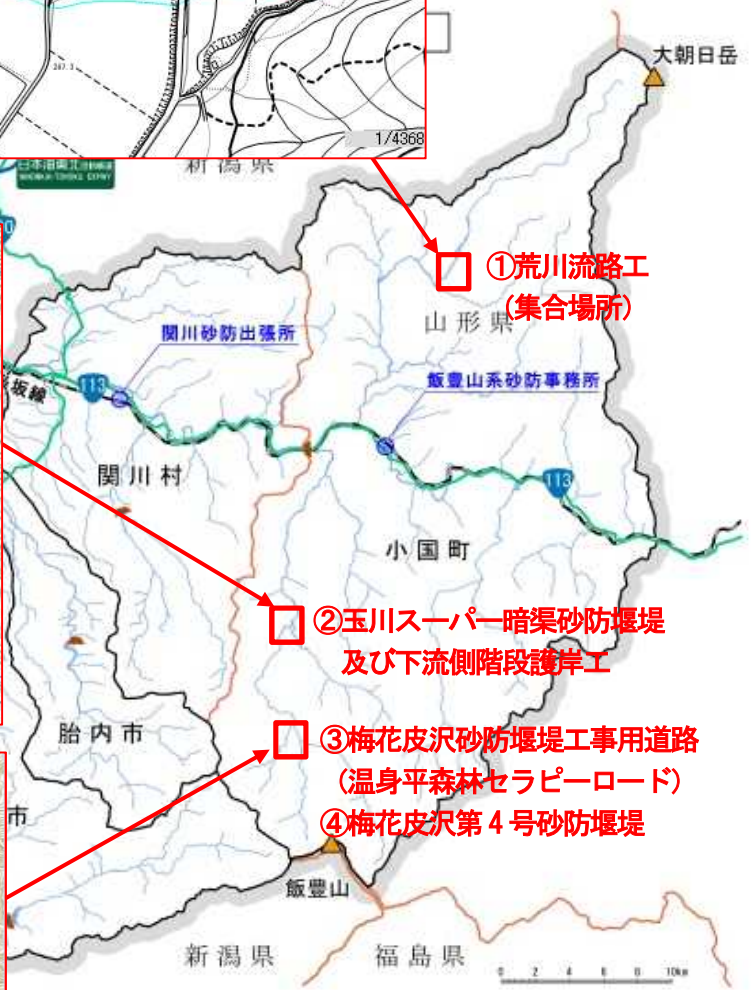 267.3
1/4368
大朝日岳
新潟県
①荒川流路工
(集合場所)
山形県
関川砂防出張所
113
坂線
飯豊山系砂防事務所
関川村
113
小国町
②玉川スーパー暗渠砂防堰堤
及び下流側階段護岸工
胎内市
③梅花皮沢砂防堰堤工事用道路
(温身平森林セラピーロード)
④梅花皮沢第4号砂防堰堤
市
飯豊山
新潟県
福島県
0 2 4 6 8 10km